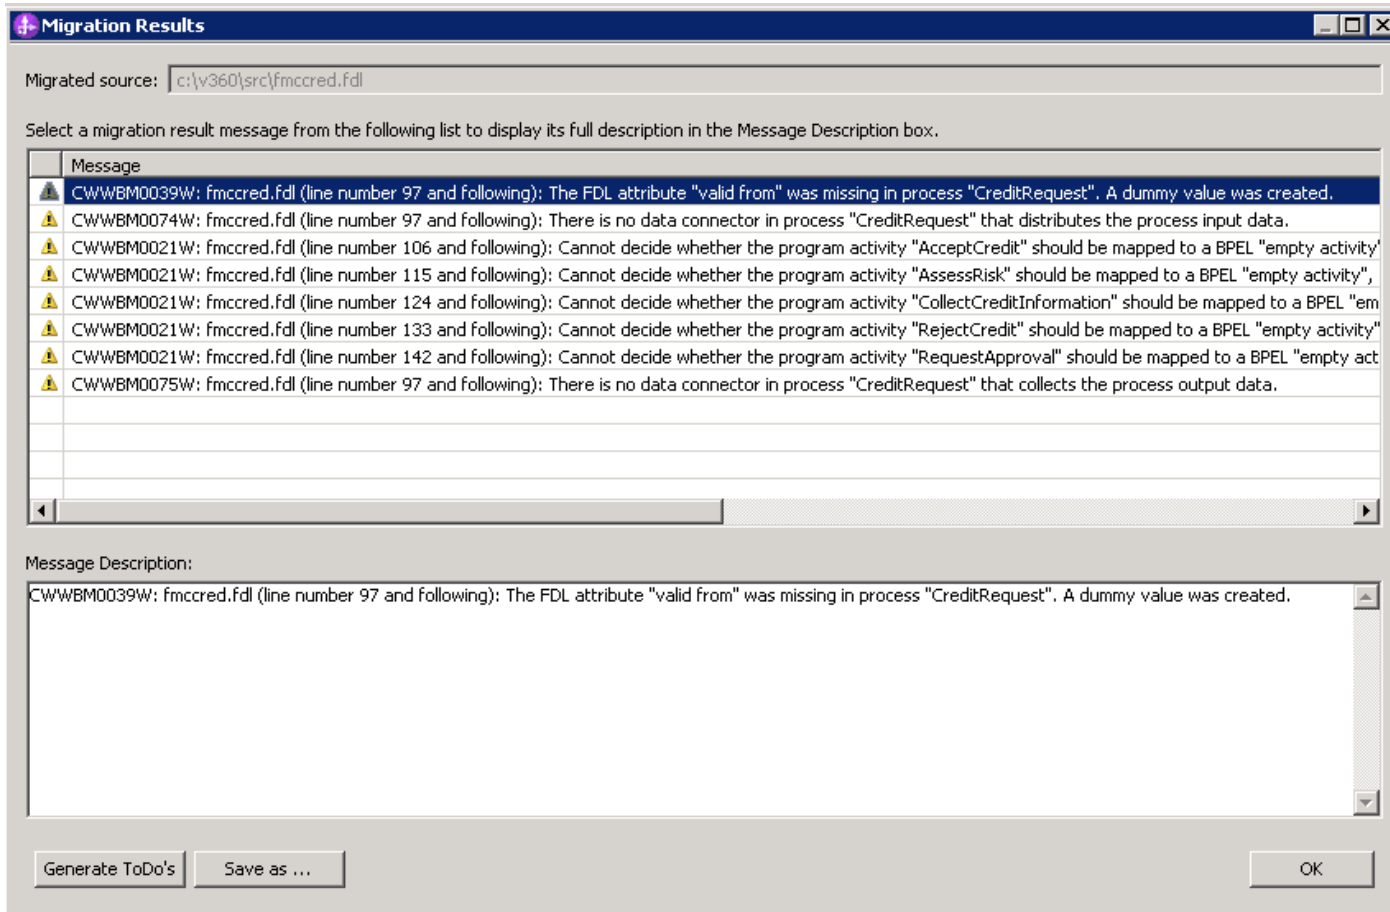 Migration Results
Migrated source: c:\v360\src\fmccred.fdl
Select a migration result message from the following list to display its full description in the Message Description box.
Message
CWWBM0039W: fmccred.fdl (line number 97 and following): The FDL attribute "valid from" was missing in process "CreditRequest". A dummy value was created.
CWWBM0074W: fmccred.fdl (line number 97 and following): There is no data connector in process "CreditRequest" that distributes the process input data.
CWWBM0021W: fmccred.fdl (line number 106 and following): Cannot decide whether the program activity "AcceptCredit" should be mapped to a BPEL "empty activity"
CWWBM0021W: fmccred.fdl (line number 115 and following): Cannot decide whether the program activity "AssessRisk" should be mapped to a BPEL "empty activity",
CWWBM0021W: fmccred.fdl (line number 124 and following): Cannot decide whether the program activity "CollectCreditInformation" should be mapped to a BPEL "em
CWWBM0021W: fmccred.fdl (line number 133 and following): Cannot decide whether the program activity "RejectCredit" should be mapped to a BPEL "empty activity"
CWWBM0021W: fmccred.fdl (line number 142 and following): Cannot decide whether the program activity "RequestApproval" should be mapped to a BPEL "empty act
CWWBM0075W: fmccred.fdl (line number 97 and following): There is no data connector in process "CreditRequest" that collects the process output data.
Message Description:
CWWBM0039W: fmccred.fdl (line number 97 and following): The FDL attribute "valid from" was missing in process "CreditRequest". A dummy value was created.
Generate ToDo's Save as ... OK